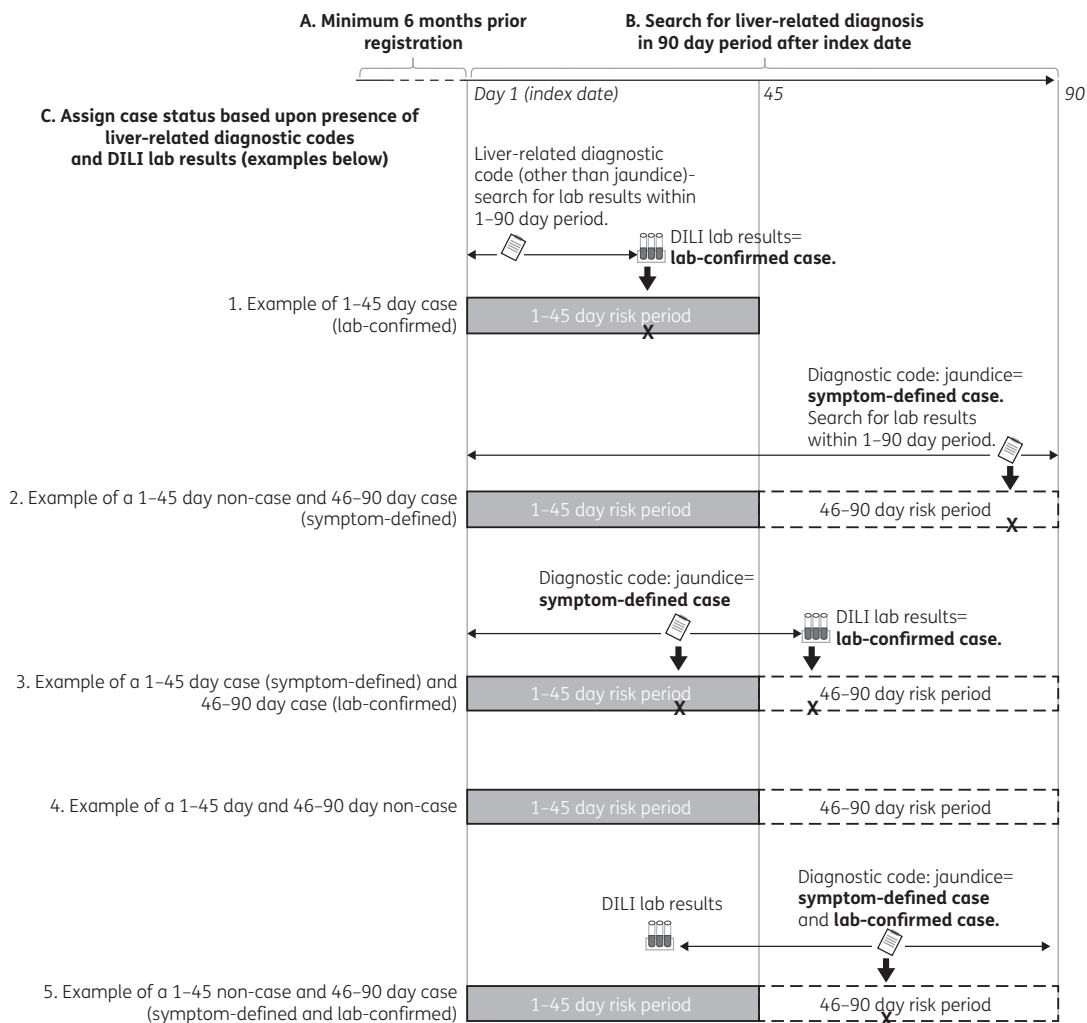 A. Minimum 6 months prior
registration
B. Search for liver-related diagnosis
in 90 day period after index date
Day 1 (index date)
45
90
C. Assign case status based upon presence of
liver-related diagnostic codes
and DILI lab results (examples below)
Liver-related diagnostic
code (other than jaundice)-
search for lab results within
1–90 day period.
DILI lab results=
lab-confirmed case.
1. Example of 1–45 day case
(lab-confirmed)
1–45 day risk period
X
Diagnostic code: jaundice=
symptom-defined case.
Search for lab results
within 1–90 day period.
2. Example of a 1–45 day non-case and 46–90 day case
(symptom-defined)
1–45 day risk period
46–90 day risk period
X
Diagnostic code: jaundice=
symptom-defined case
DILI lab results=
lab-confirmed case.
3. Example of a 1–45 day case (symptom-defined) and
46–90 day case (lab-confirmed)
1–45 day risk period
X
46–90 day risk period
X
4. Example of a 1–45 day and 46–90 day non-case
1–45 day risk period
46–90 day risk period
DILI lab results
Diagnostic code: jaundice=
symptom-defined case
and lab-confirmed case.
5. Example of a 1–45 non-case and 46–90 day case
(symptom-defined and lab-confirmed)
1–45 day risk period
46–90 day risk period
X